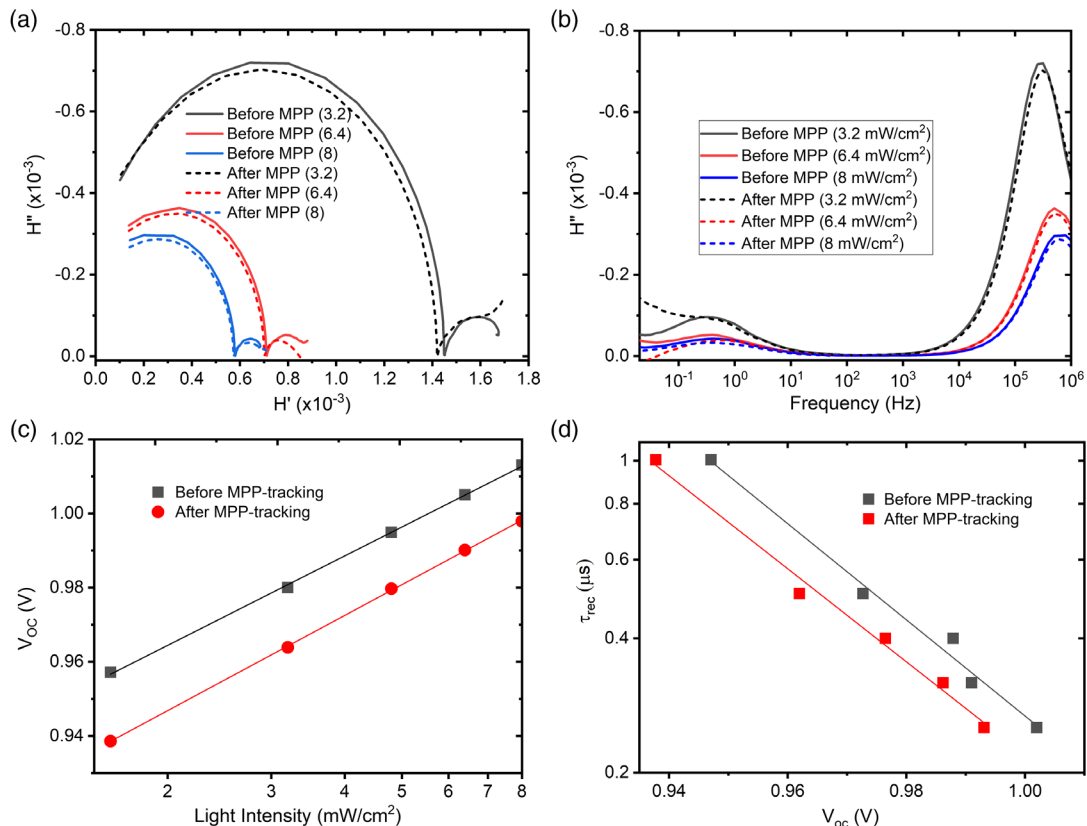 (a)
-0.8
-0.6
-0.4
-0.2
0.0
H'' (x10⁻³)
0.0 0.2 0.4 0.6 0.8 1.0 1.2 1.4 1.6 1.8
H' (x10⁻³)
Before MPP (3.2)
Before MPP (6.4)
Before MPP (8)
After MPP (3.2)
After MPP (6.4)
After MPP (8)
(b)
-0.8
-0.6
-0.4
-0.2
0.0
H'' (x10⁻³)
10⁻¹ 10⁰ 10¹ 10² 10³ 10⁴ 10⁵ 10⁶
Frequency (Hz)
Before MPP (3.2 mW/cm²)
Before MPP (6.4 mW/cm²)
Before MPP (8 mW/cm²)
After MPP (3.2 mW/cm²)
After MPP (6.4 mW/cm²)
After MPP (8 mW/cm²)
(c)
1.02
1.00
0.98
0.96
0.94
V_OC (V)
2 3 4 5 6 7 8
Light Intensity (mW/cm²)
Before MPP-tracking
After MPP-tracking
(d)
1
0.8
0.6
0.4
0.2
τ_rec (μs)
0.94 0.96 0.98 1.00
V_oc (V)
Before MPP-tracking
After MPP-tracking